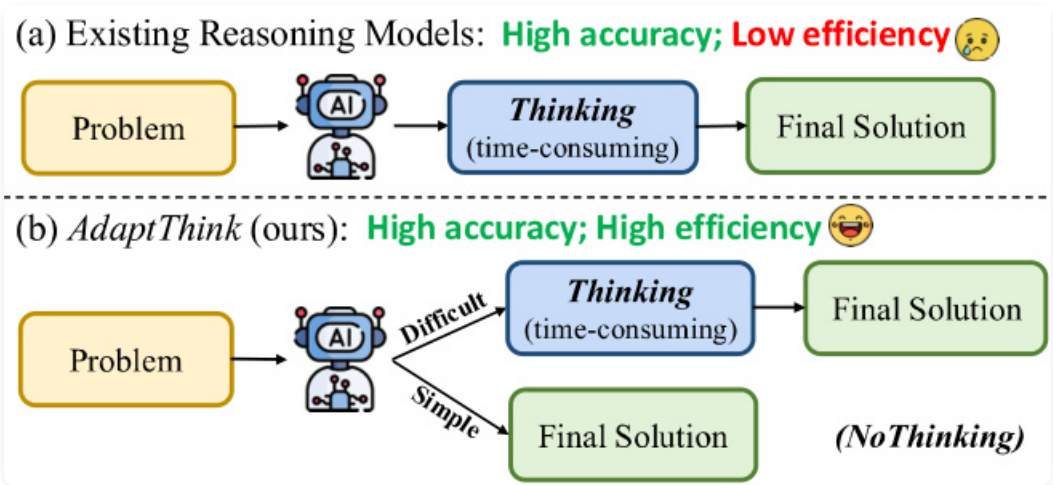 (a) Existing Reasoning Models: High accuracy; Low efficiency
Problem
AI
Thinking
(time-consuming)
Final Solution
(b) AdaptThink (ours): High accuracy; High efficiency
Problem
AI
Difficult
Thinking
(time-consuming)
Final Solution
Simple
Final Solution
(NoThinking)